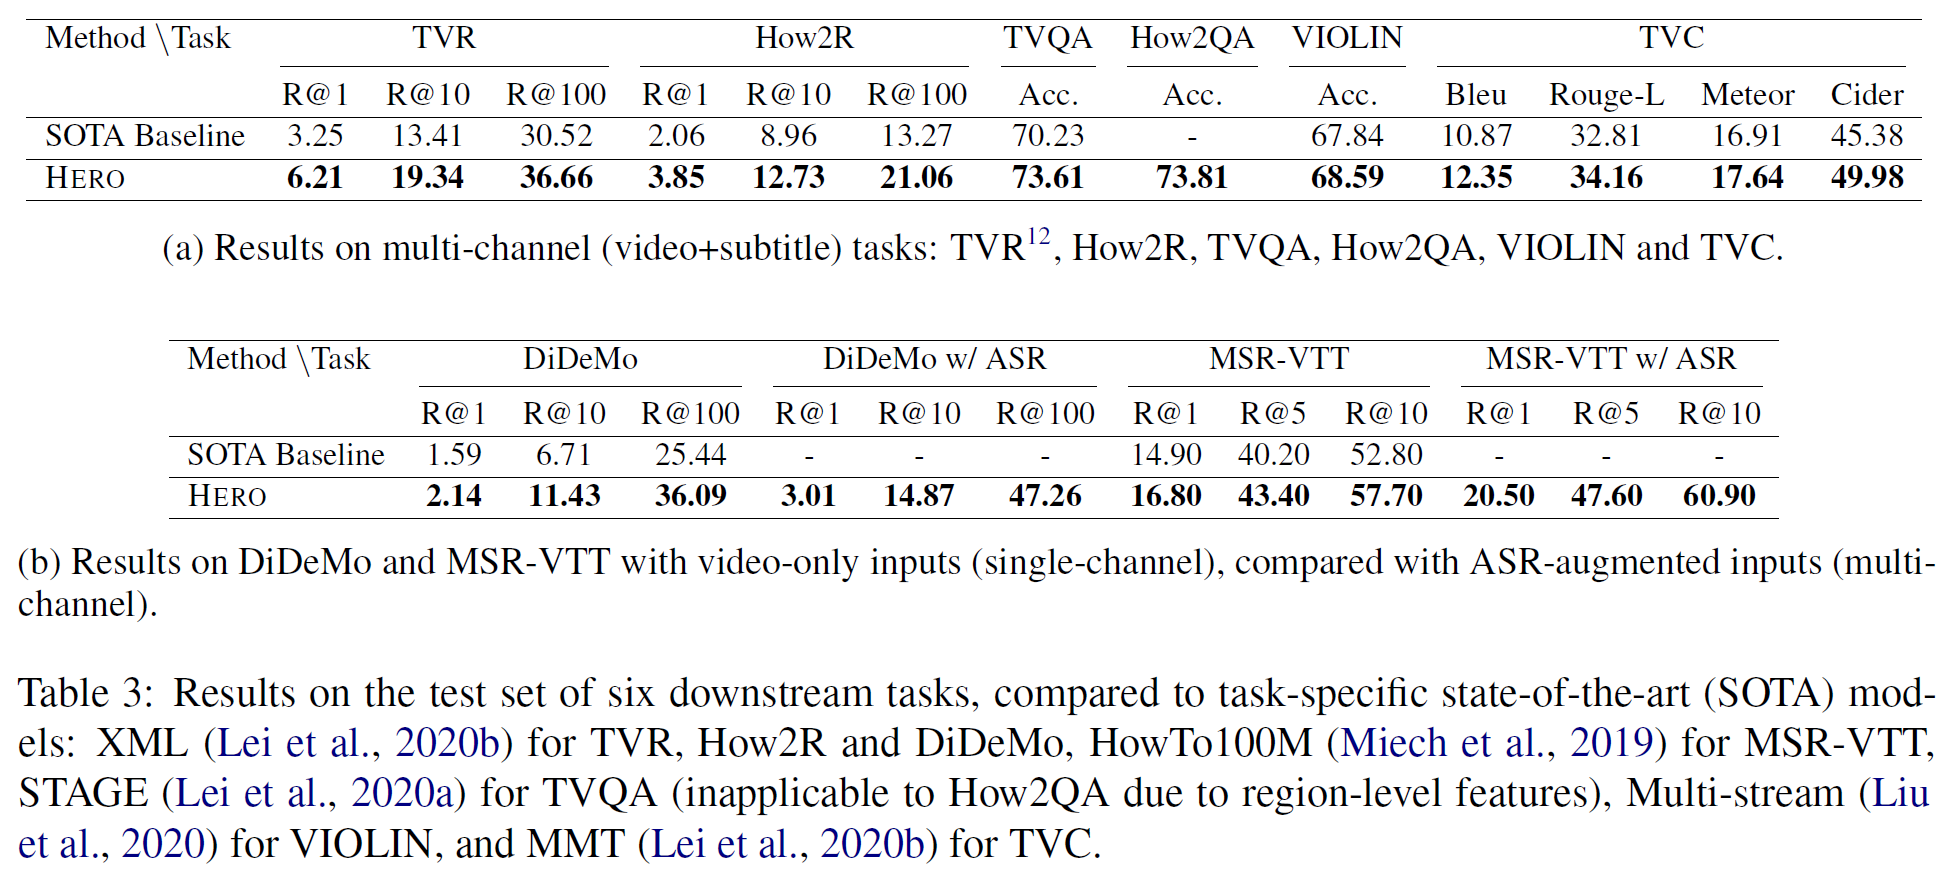 Method \Task TVR How2R TVQA How2QA VIOLIN TVC
R@1 R@10 R@100 R@1 R@10 R@100 Acc. Acc. Acc. Bleu Rouge-L Meteor Cider
SOTA Baseline 3.25 13.41 30.52 2.06 8.96 13.27 70.23 - 67.84 10.87 32.81 16.91 45.38
HERO 6.21 19.34 36.66 3.85 12.73 21.06 73.61 73.81 68.59 12.35 34.16 17.64 49.98
(a) Results on multi-channel (video+subtitle) tasks: TVR12, How2R, TVQA, How2QA, VIOLIN and TVC.
Method \Task DiDeMo DiDeMo w/ ASR MSR-VTT MSR-VTT w/ ASR
R@1 R@10 R@100 R@1 R@10 R@100 R@1 R@5 R@10 R@1 R@5 R@10
SOTA Baseline 1.59 6.71 25.44 - - - 14.90 40.20 52.80 - - -
HERO 2.14 11.43 36.09 3.01 14.87 47.26 16.80 43.40 57.70 20.50 47.60 60.90
(b) Results on DiDeMo and MSR-VTT with video-only inputs (single-channel), compared with ASR-augmented inputs (multi-
channel).
Table 3: Results on the test set of six downstream tasks, compared to task-specific state-of-the-art (SOTA) mod-
els: XML (Lei et al., 2020b) for TVR, How2R and DiDeMo, HowTo100M (Miech et al., 2019) for MSR-VTT,
STAGE (Lei et al., 2020a) for TVQA (inapplicable to How2QA due to region-level features), Multi-stream (Liu
et al., 2020) for VIOLIN, and MMT (Lei et al., 2020b) for TVC.